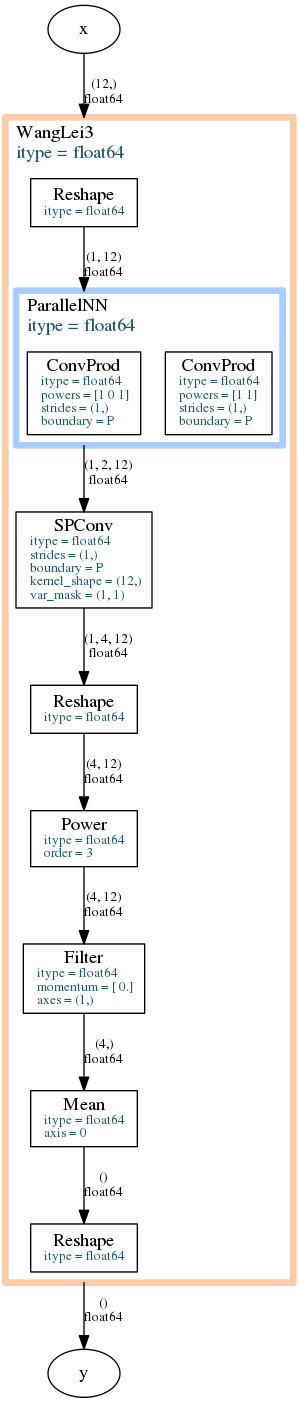 x
(12,)
float64
WangLei3
itype = float64
Reshape
itype = float64
(1, 12)
float64
ParallelNN
itype = float64
ConvProd
itype = float64
powers = [1 0 1]
strides = (1,)
boundary = P
ConvProd
itype = float64
powers = [1 1]
strides = (1,)
boundary = P
(1, 2, 12)
float64
SPConv
itype = float64
strides = (1,)
boundary = P
kernel_shape = (12,)
var_mask = (1, 1)
(1, 4, 12)
float64
Reshape
itype = float64
(4, 12)
float64
Power
itype = float64
order = 3
(4, 12)
float64
Filter
itype = float64
momentum = [ 0.]
axes = (1,)
(4,)
float64
Mean
itype = float64
axis = 0
()
float64
Reshape
itype = float64
()
float64
y